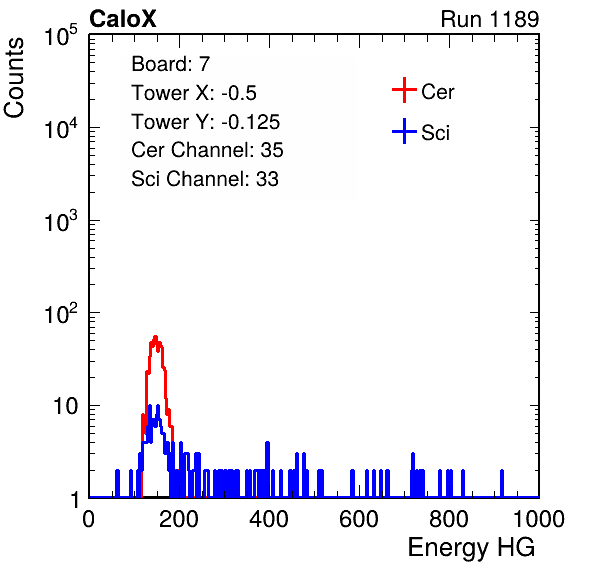 CaloX Run 1189
Counts
Board: 7
Tower X: -0.5
Tower Y: -0.125
Cer Channel: 35
Sci Channel: 33
Cer
Sci
10^5
10^4
10^3
10^2
10
1
0 200 400 600 800 1000
Energy HG